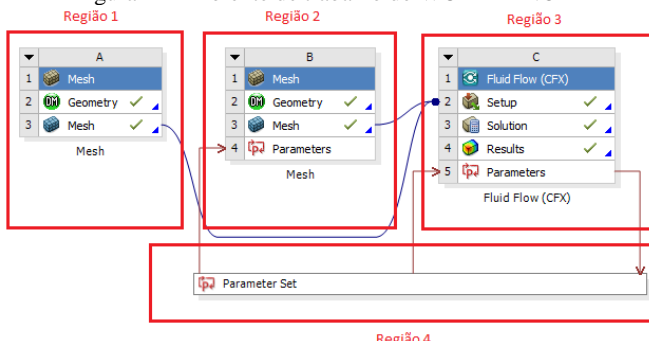 Região 1
Região 2
Região 3
A
1 Mesh
2 Geometry
3 Mesh
Mesh
B
1 Mesh
2 Geometry
3 Mesh
4 Parameters
Mesh
C
1 Fluid Flow (CFX)
2 Setup
3 Solution
4 Results
5 Parameters
Fluid Flow (CFX)
Parameter Set
Região 4